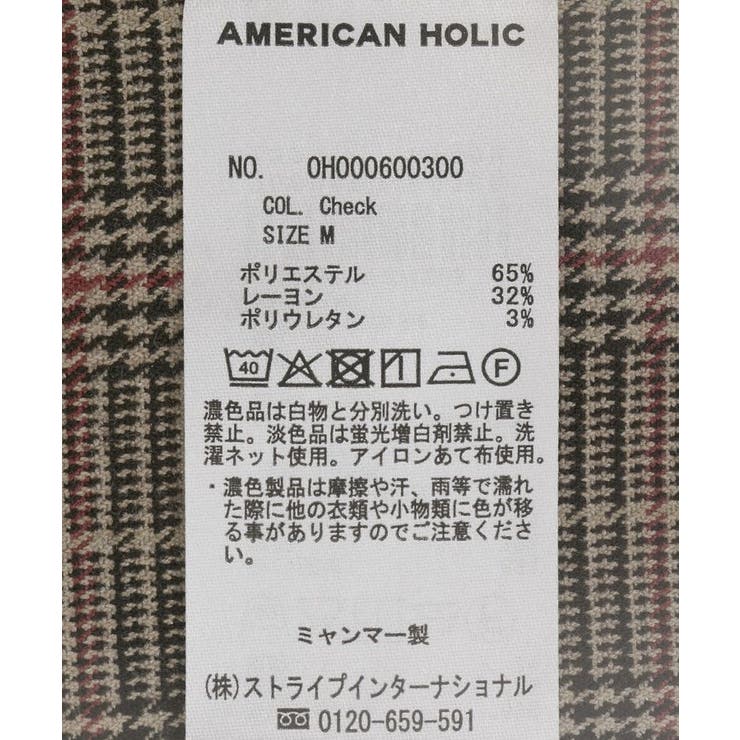 AMERICAN HOLIC
NO. 0H000600300
COL. Check
SIZE M
ポリエステル 65%
レーヨン 32%
ポリウレタン 3%
40 F
濃色品は白物と分別洗い。つけ置き
禁止。淡色品は蛍光増白剤禁止。洗
濯ネット使用。アイロンあて布使用。
・濃色製品は摩擦や汗、雨等で濡れ
た際に他の衣類や小物類に色が移
る事がありますのでご注意くださ
い。
ミャンマー製
(株)ストライプインターナショナル
0120-659-591